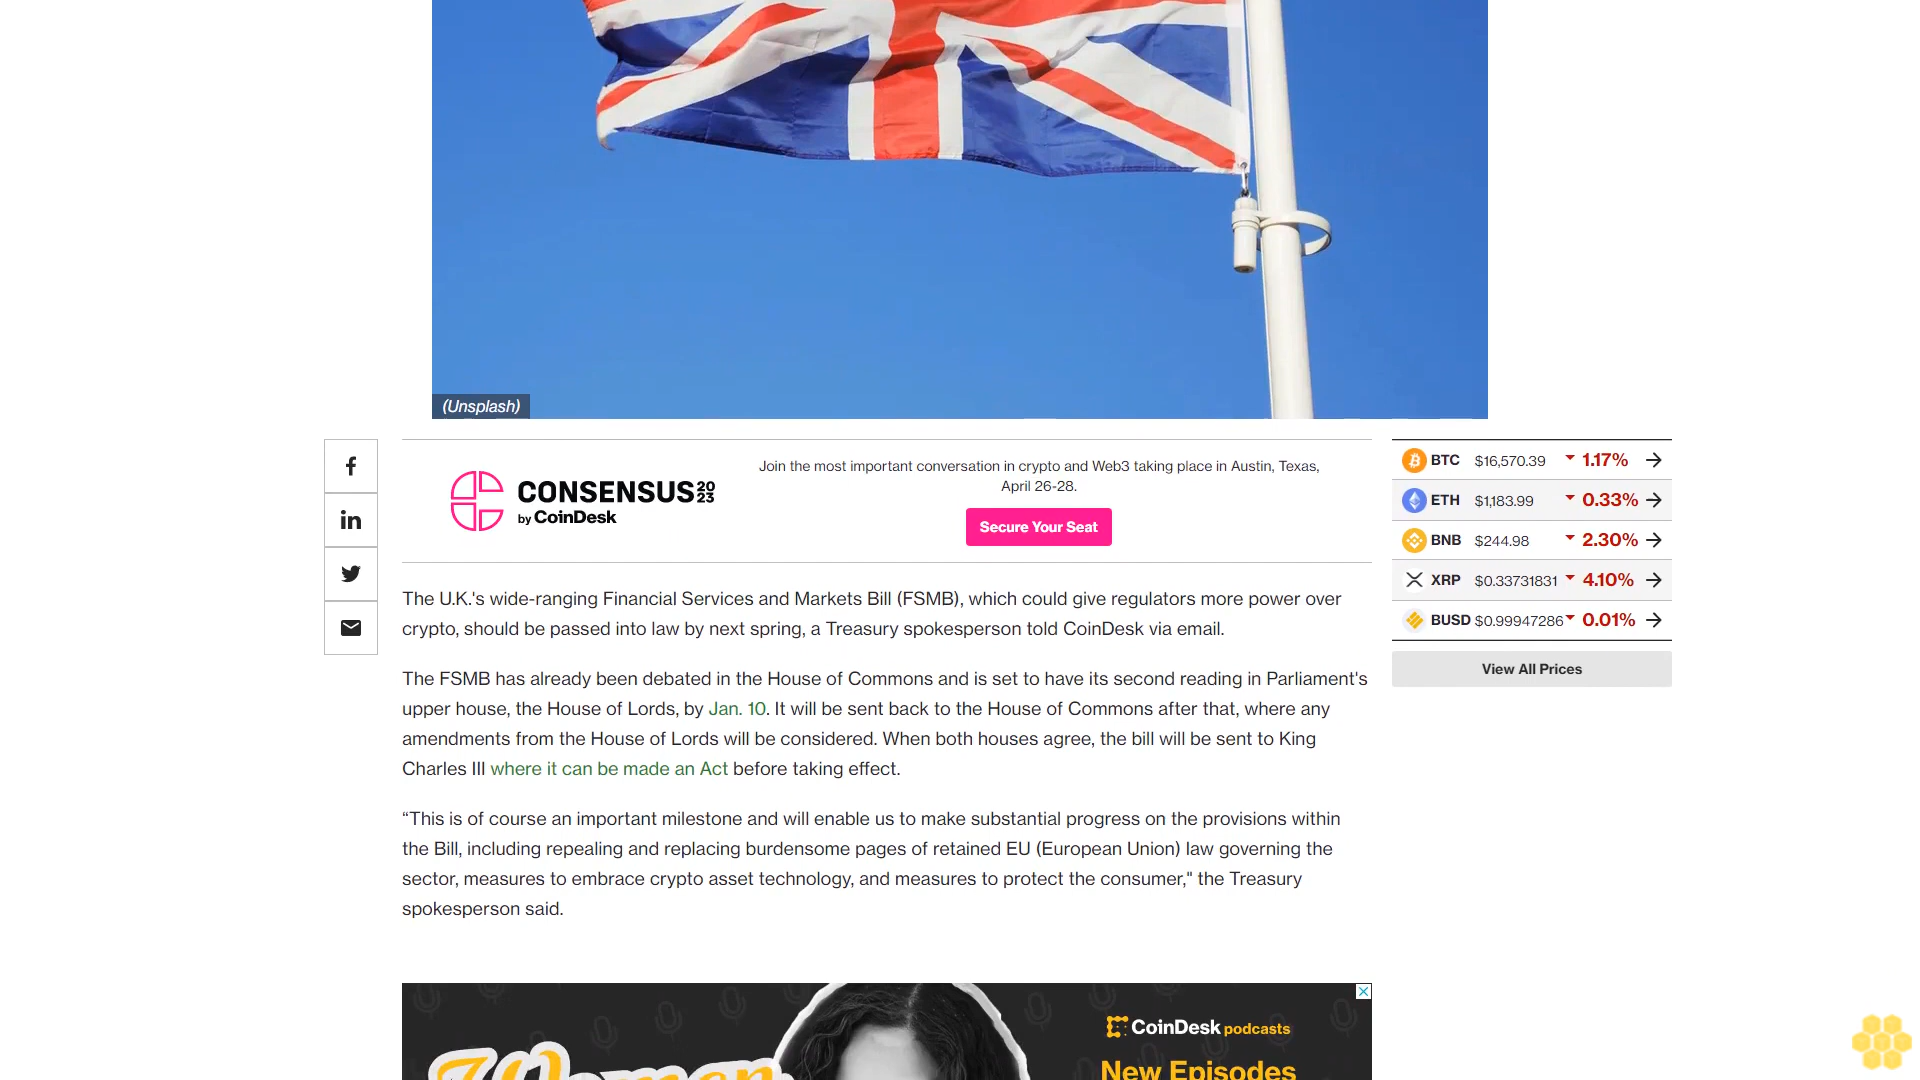 (Unsplash)
CONSENSUS 20 23
by CoinDesk
Join the most important conversation in crypto and Web3 taking place in Austin, Texas,
April 26-28.
Secure Your Seat
The U.K.'s wide-ranging Financial Services and Markets Bill (FSMB), which could give regulators more power over
crypto, should be passed into law by next spring, a Treasury spokesperson told CoinDesk via email.
The FSMB has already been debated in the House of Commons and is set to have its second reading in Parliament's
upper house, the House of Lords, by Jan. 10. It will be sent back to the House of Commons after that, where any
amendments from the House of Lords will be considered. When both houses agree, the bill will be sent to King
Charles III where it can be made an Act before taking effect.
“This is of course an important milestone and will enable us to make substantial progress on the provisions within
the Bill, including repealing and replacing burdensome pages of retained EU (European Union) law governing the
sector, measures to embrace crypto asset technology, and measures to protect the consumer," the Treasury
spokesperson said.
BTC $16,570.39 1.17%
ETH $1,183.99 0.33%
BNB $244.98 2.30%
XRP $0.33731831 4.10%
BUSD $0.99947286 0.01%
View All Prices
Women
CoinDesk podcasts
New Episodes